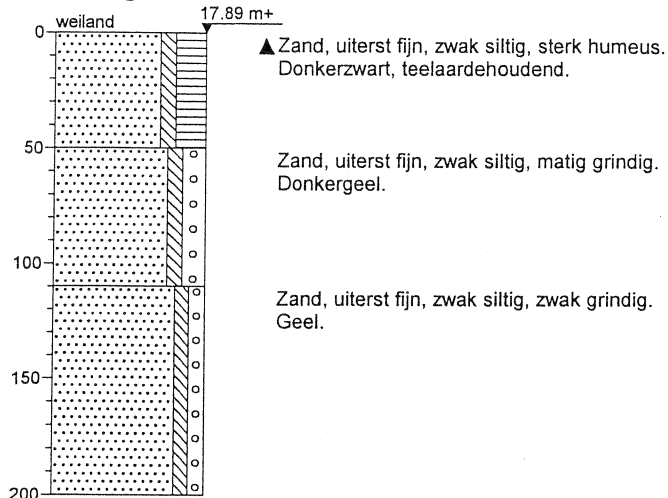 weiland
17.89 m+
0
Zand, uiterst fijn, zwak siltig, sterk humeus.
Donkerzwart, teelaardehoudend.
50
Zand, uiterst fijn, zwak siltig, matig grindig.
Donkergeel.
100
Zand, uiterst fijn, zwak siltig, zwak grindig.
Geel.
150
200